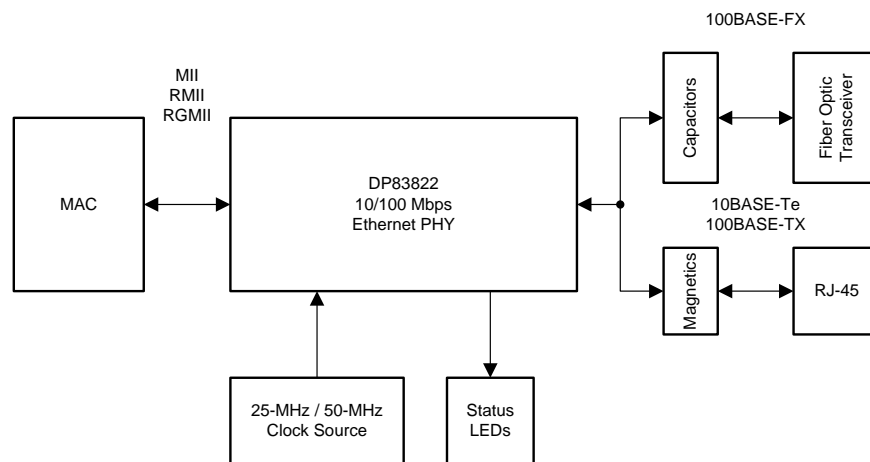 100BASE-FX
MII
RMII
RGMII
Capacitors
Fiber Optic
Transceiver
MAC
DP83822
10/100 Mbps
Ethernet PHY
10BASE-Te
100BASE-TX
Magnetics
RJ-45
25-MHz / 50-MHz
Clock Source
Status
LEDs